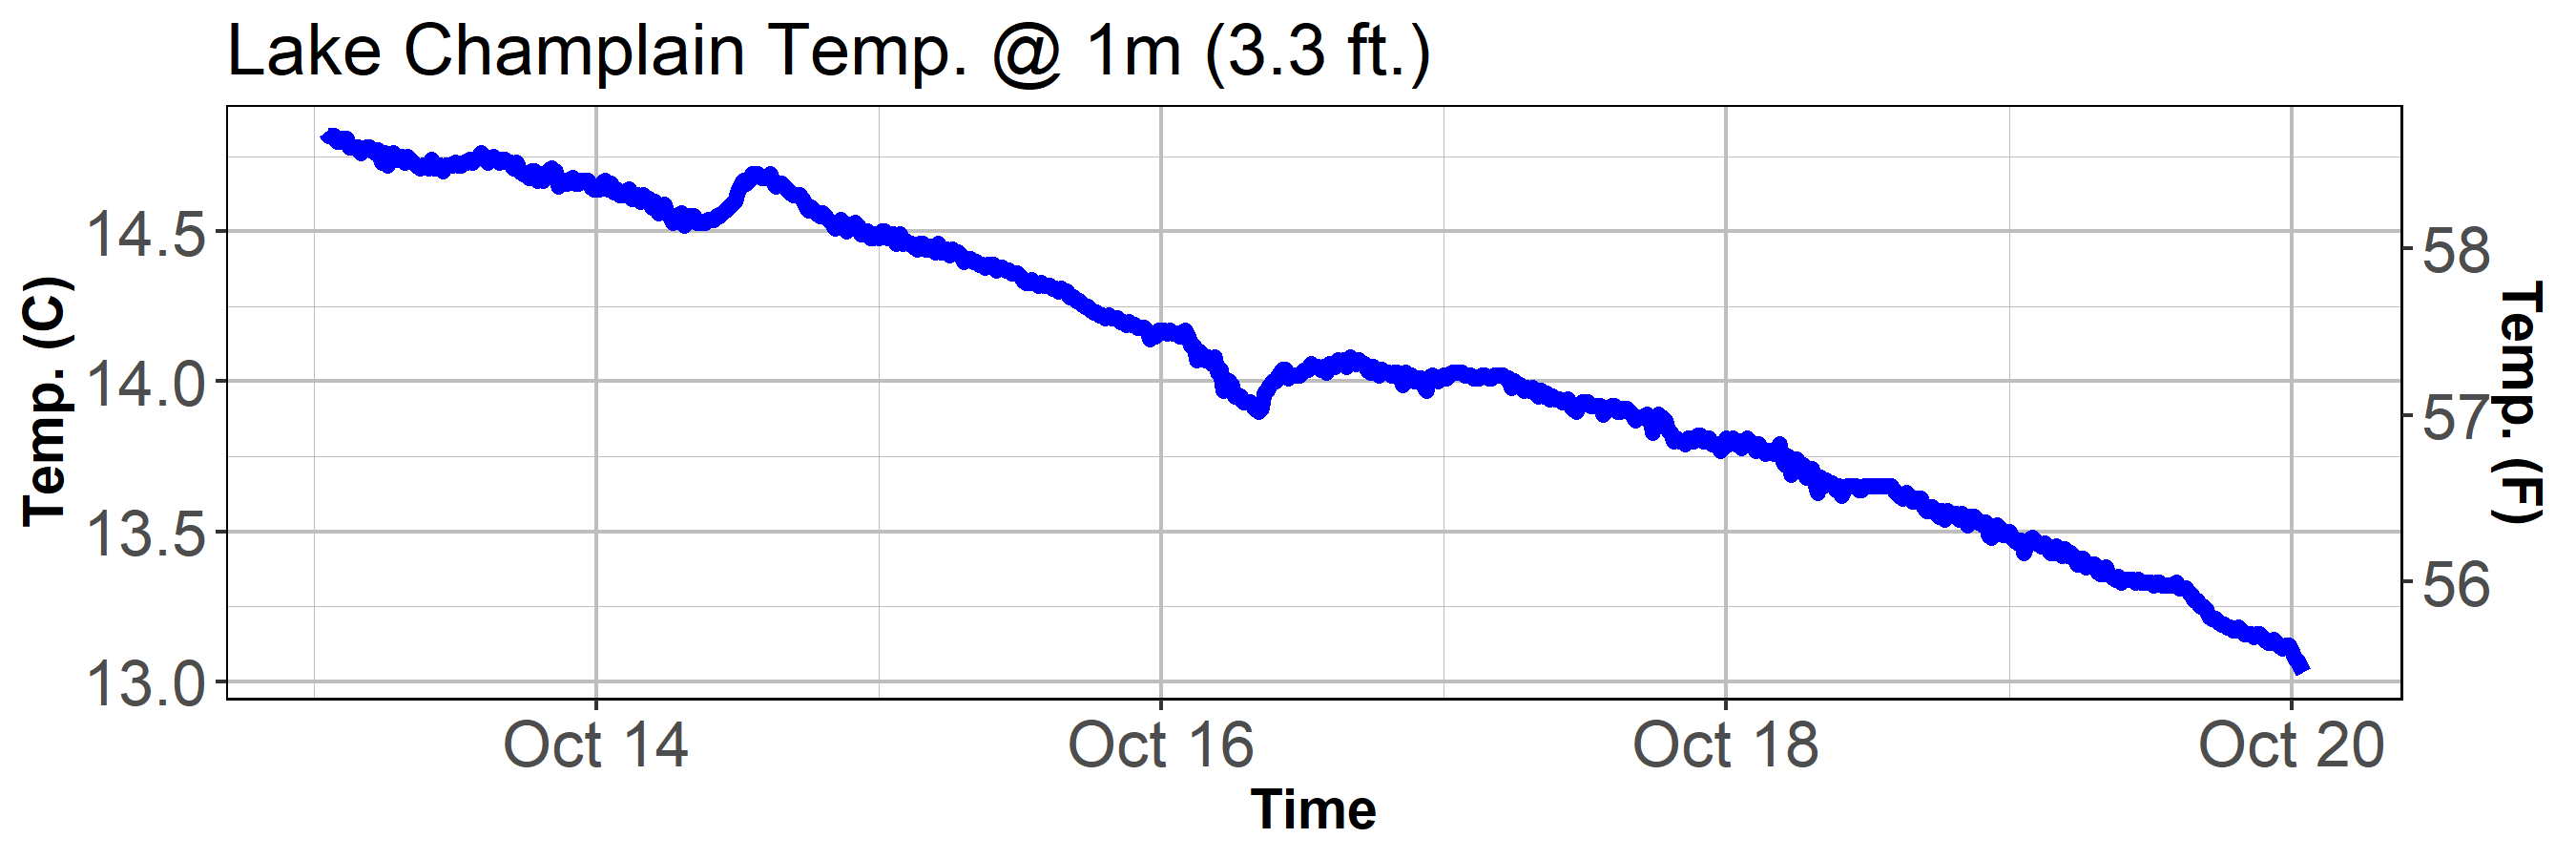 Lake Champlain Temp. @ 1m (3.3 ft.)
Temp. (C)
14.5
14.0
13.5
13.0
58
57
56
Temp. (F)
Oct 14
Oct 16
Oct 18
Oct 20
Time